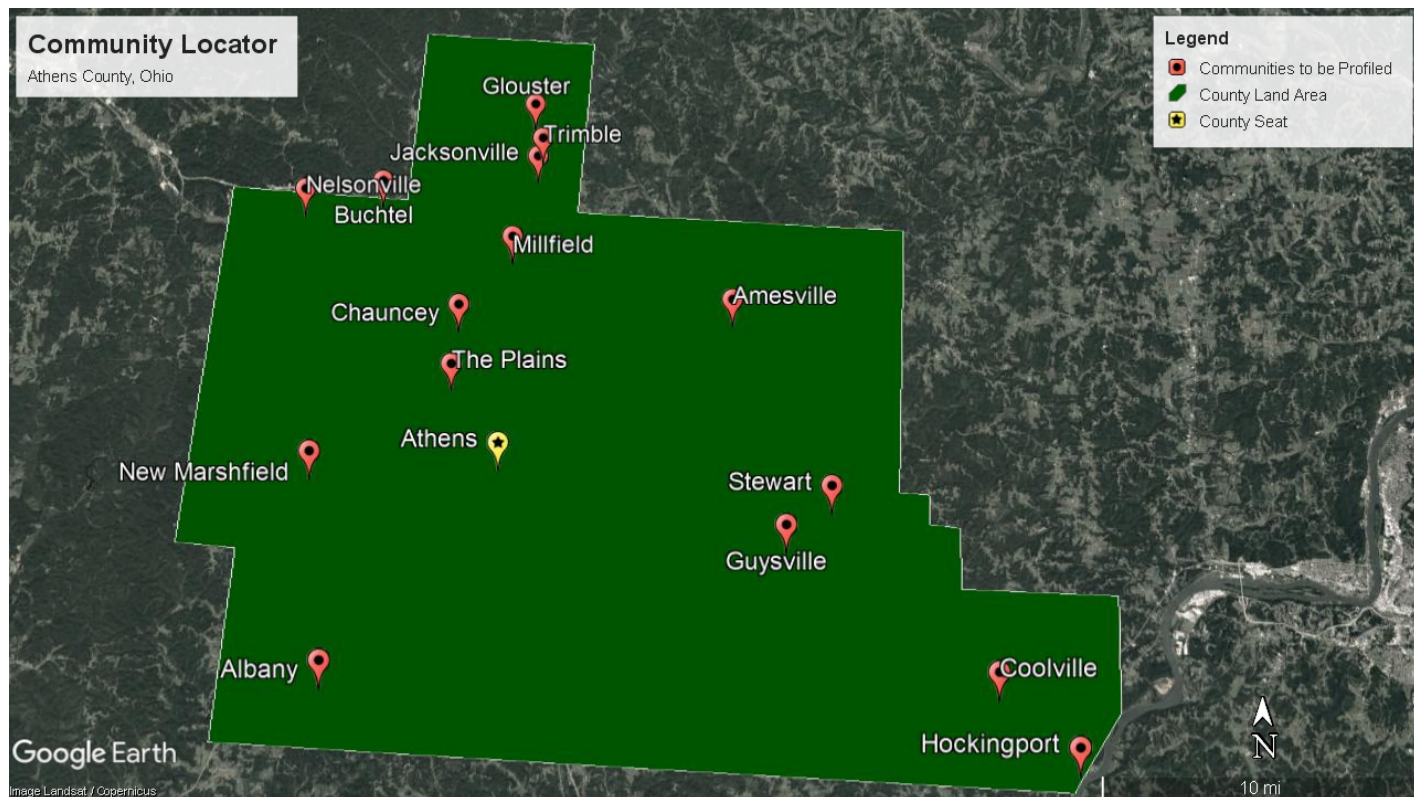 Community Locator
Athens County, Ohio
Legend
Communities to be Profiled
County Land Area
County Seat
Glouster
Trimble
Jacksonville
Nelsonville
Buchtel
Millfield
Amesville
Chauncey
The Plains
Athens
New Marshfield
Stewart
Guysville
Albany
Coolville
Hockingport
N
10 mi
Google Earth
Image Landsat / Copernicus